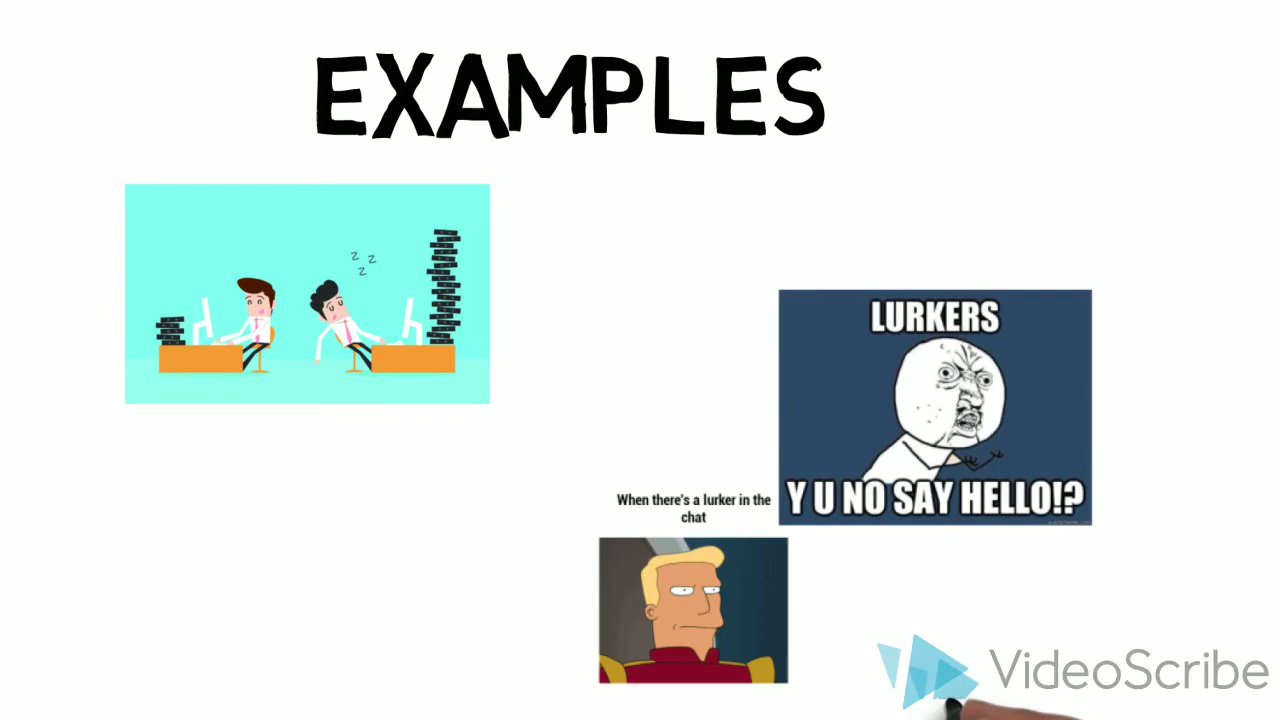 EXAMPLES
z z
z
LURKERS
Y U NO SAY HELLO!?
When there's a lurker in the
chat
VideoScribe